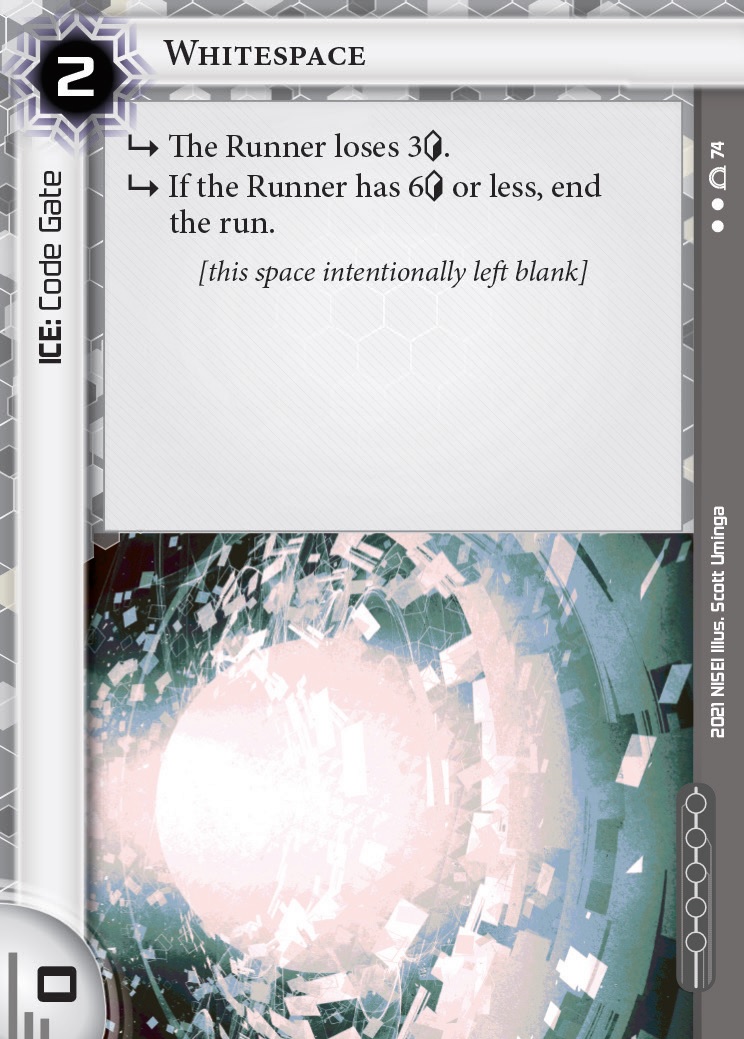 2
Whitespace
↳ The Runner loses 3.
↳ If the Runner has 6 or less, end
the run.
[this space intentionally left blank]
ICE: Code Gate
74
2021 NISEI Illus. Scott Uminga
0